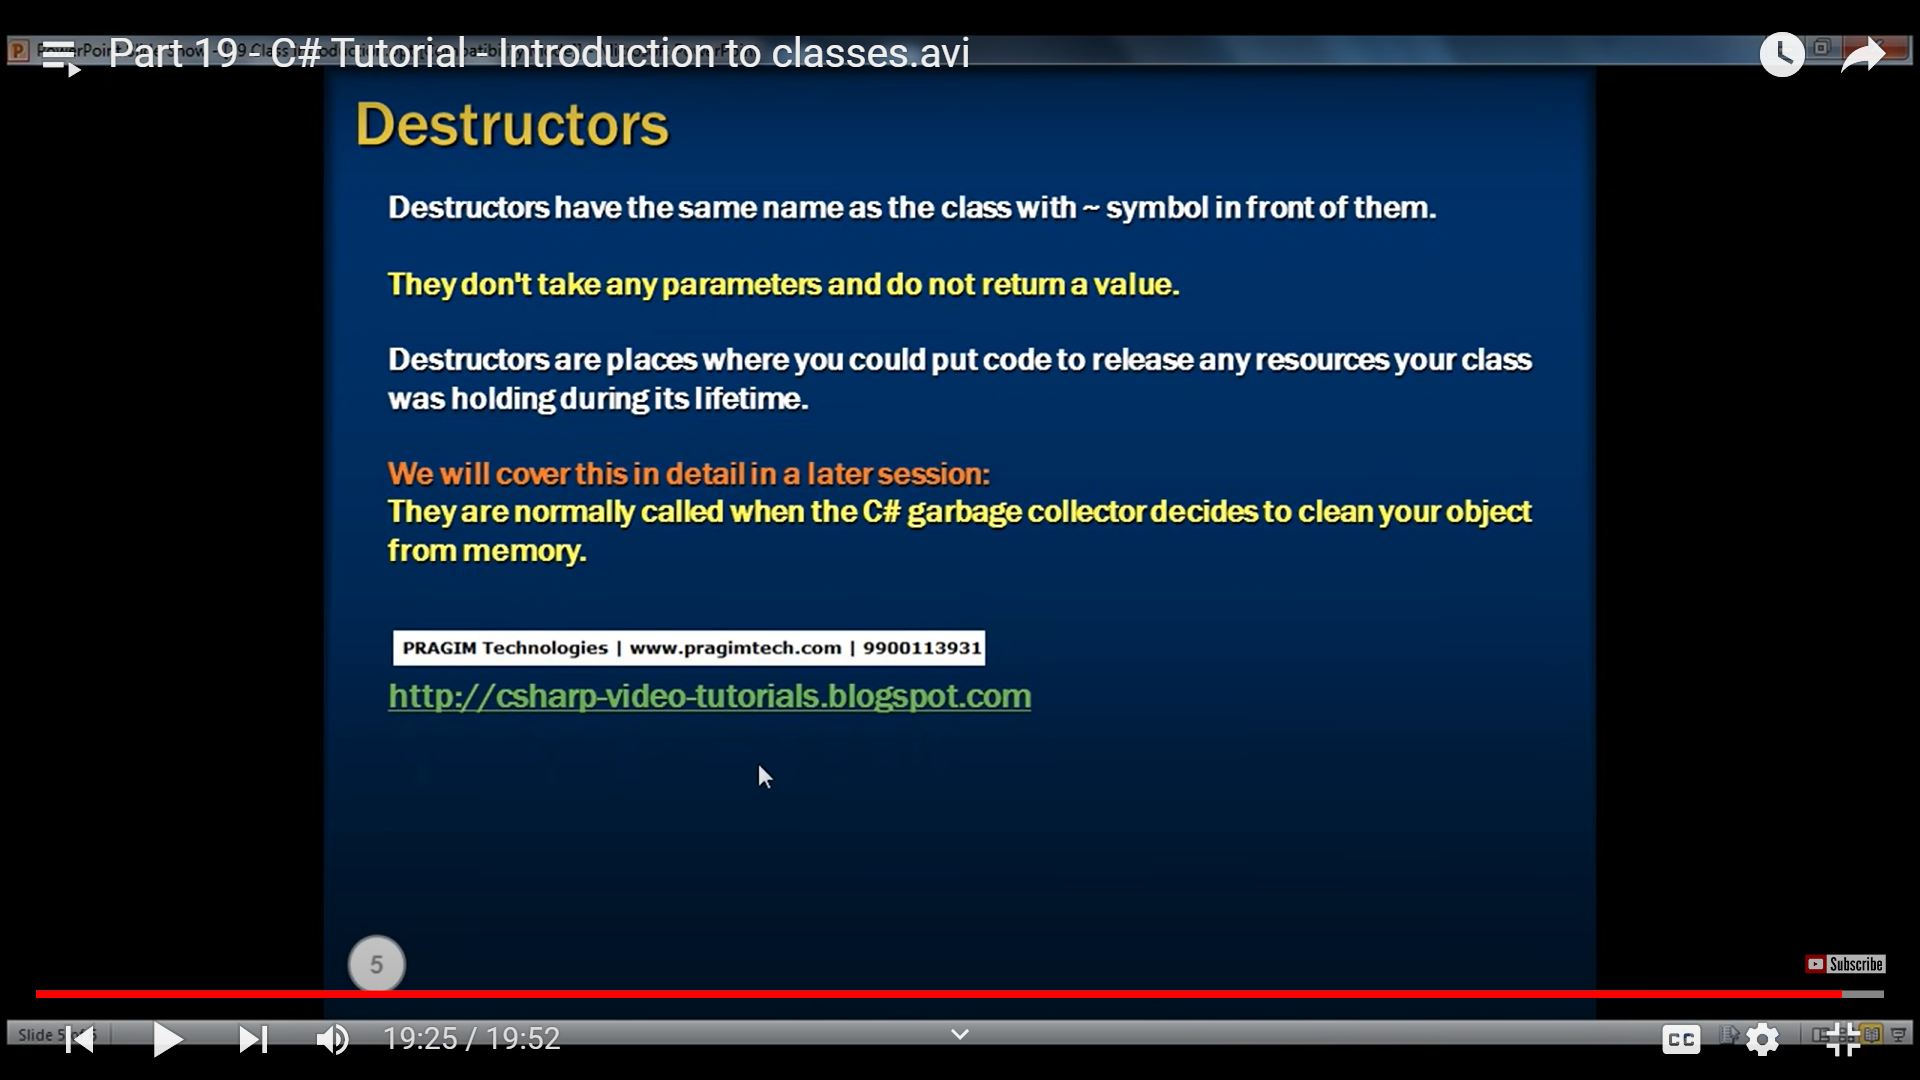 Part 19 - C# Tutorial - Introduction to classes.avi
Destructors
Destructors have the same name as the class with ~ symbol in front of them.
They don't take any parameters and do not return a value.
Destructors are places where you could put code to release any resources your class
was holding during its lifetime.
We will cover this in detail in a later session:
They are normally called when the C# garbage collector decides to clean your object
from memory.
PRAGIM Technologies | www.pragimtech.com | 9900113931
http://csharp-video-tutorials.blogspot.com
5
Subscribe
Slide 5
19:25 / 19:52
CC